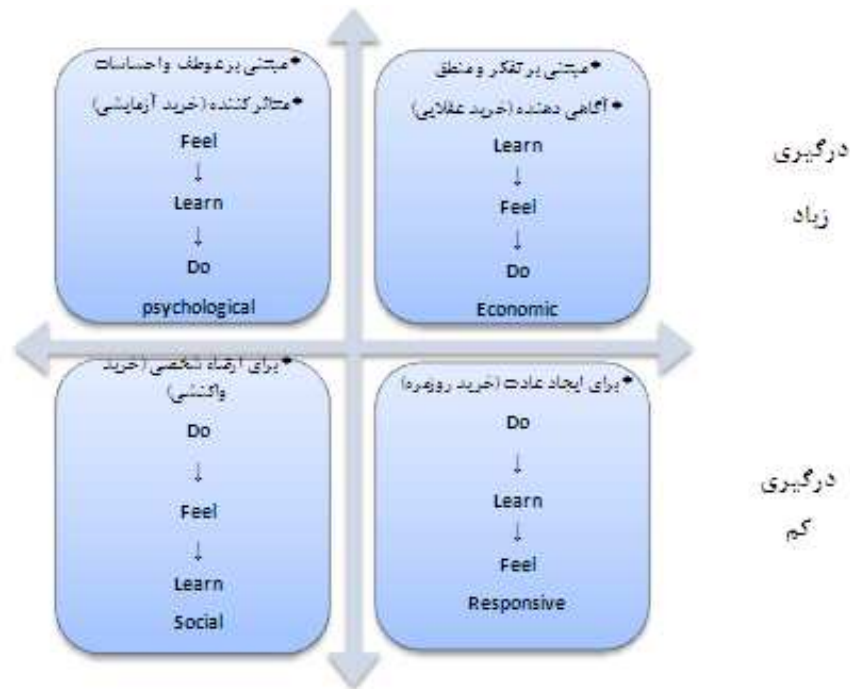 ♦مبتنی بر تفکر و منطق
♦آگاهی دهنده (خرید عقلایی)
Learn
↓
Feel
↓
Do
Economic
♦مبتنی بر عوطف و احساسات
♦متاثر کننده (خرید آزمایشی)
Feel
↓
Learn
↓
Do
psychological
درگیری
زیاد
♦برای ایجاد عادت (خرید روزمره)
Do
↓
Learn
↓
Feel
Responsive
♦برای ارضاء شخصی (خرید
واکنشی)
Do
↓
Feel
↓
Learn
Social
درگیری
کم